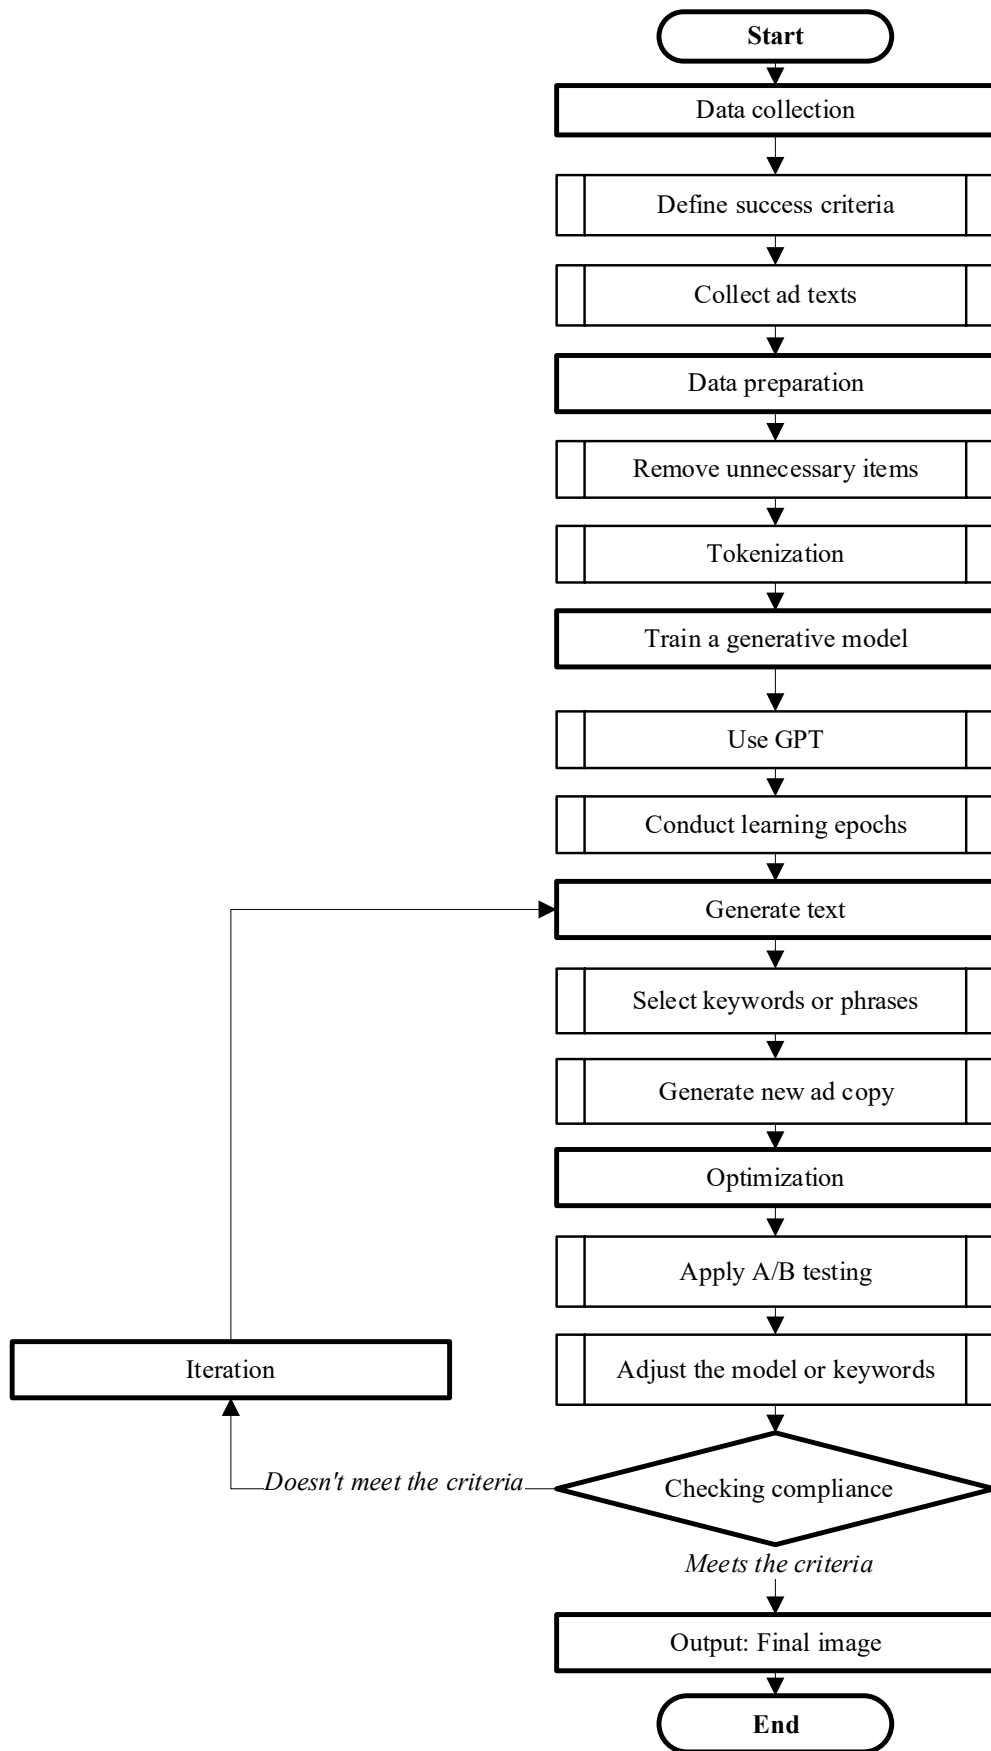 Start
Data collection
Define success criteria
Collect ad texts
Data preparation
Remove unnecessary items
Tokenization
Train a generative model
Use GPT
Conduct learning epochs
Generate text
Select keywords or phrases
Generate new ad copy
Optimization
Apply A/B testing
Iteration
Adjust the model or keywords
Doesn't meet the criteria
Checking compliance
Meets the criteria
Output: Final image
End